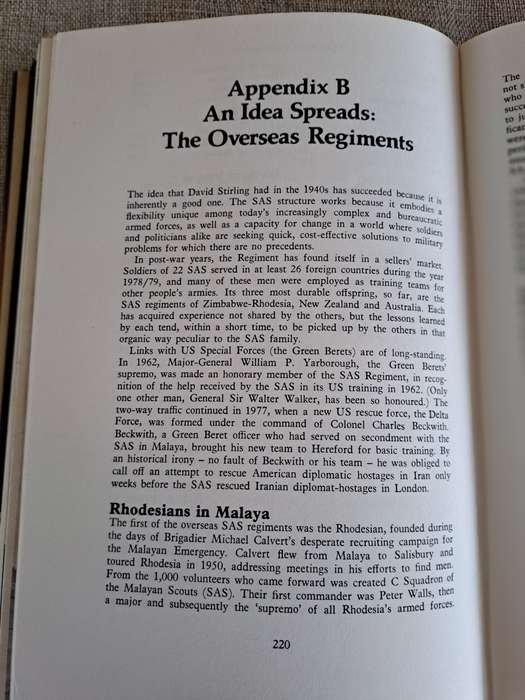 Appendix B
An Idea Spreads:
The Overseas Regiments
The idea that David Stirling had in the 1940s has succeeded because it is
inherently a good one. The SAS structure works because it embodies a
flexibility unique among today's increasingly complex and bureaucratic
armed forces, as well as a capacity for change in a world where soldiers
and politicians alike are seeking quick, cost-effective solutions to military
problems for which there are no precedents.
In post-war years, the Regiment has found itself in a sellers' market.
Soldiers of 22 SAS served in at least 26 foreign countries during the year
1978/79, and many of these men were employed as training teams for
other people's armies. Its three most durable offspring, so far, are the
SAS regiments of Zimbabwe-Rhodesia, New Zealand and Australia. Each
has acquired experience not shared by the others, but the lessons learned
by each tend, within a short time, to be picked up by the others in that
organic way peculiar to the SAS family.
Links with US Special Forces (the Green Berets) are of long-standing.
In 1962, Major-General William P. Yarborough, the Green Berets'
supremo, was made an honorary member of the SAS Regiment, in recog-
nition of the help received by the SAS in its US training in 1962. (Only
one other man, General Sir Walter Walker, has been so honoured.) The
two-way traffic continued in 1977, when a new US rescue force, the Delta
Force, was formed under the command of Colonel Charles Beckwith.
Beckwith, a Green Beret officer who had served on secondment with the
SAS in Malaya, brought his new team to Hereford for basic training. By
an historical irony – no fault of Beckwith or his team – he was obliged to
call off an attempt to rescue American diplomatic hostages in Iran only
weeks before the SAS rescued Iranian diplomat-hostages in London.
Rhodesians in Malaya
The first of the overseas SAS regiments was the Rhodesian, founded during
the days of Brigadier Michael Calvert's desperate recruiting campaign for
the Malayan Emergency. Calvert flew from Malaya to Salisbury and
toured Rhodesia in 1950, addressing meetings in his efforts to find men.
From the 1,000 volunteers who came forward was created C Squadron of
the Malayan Scouts (SAS). Their first commander was Peter Walls, then
a major and subsequently the 'supremo' of all Rhodesia's armed forces.
220
The
not s
who
succe
to ju
fica
were